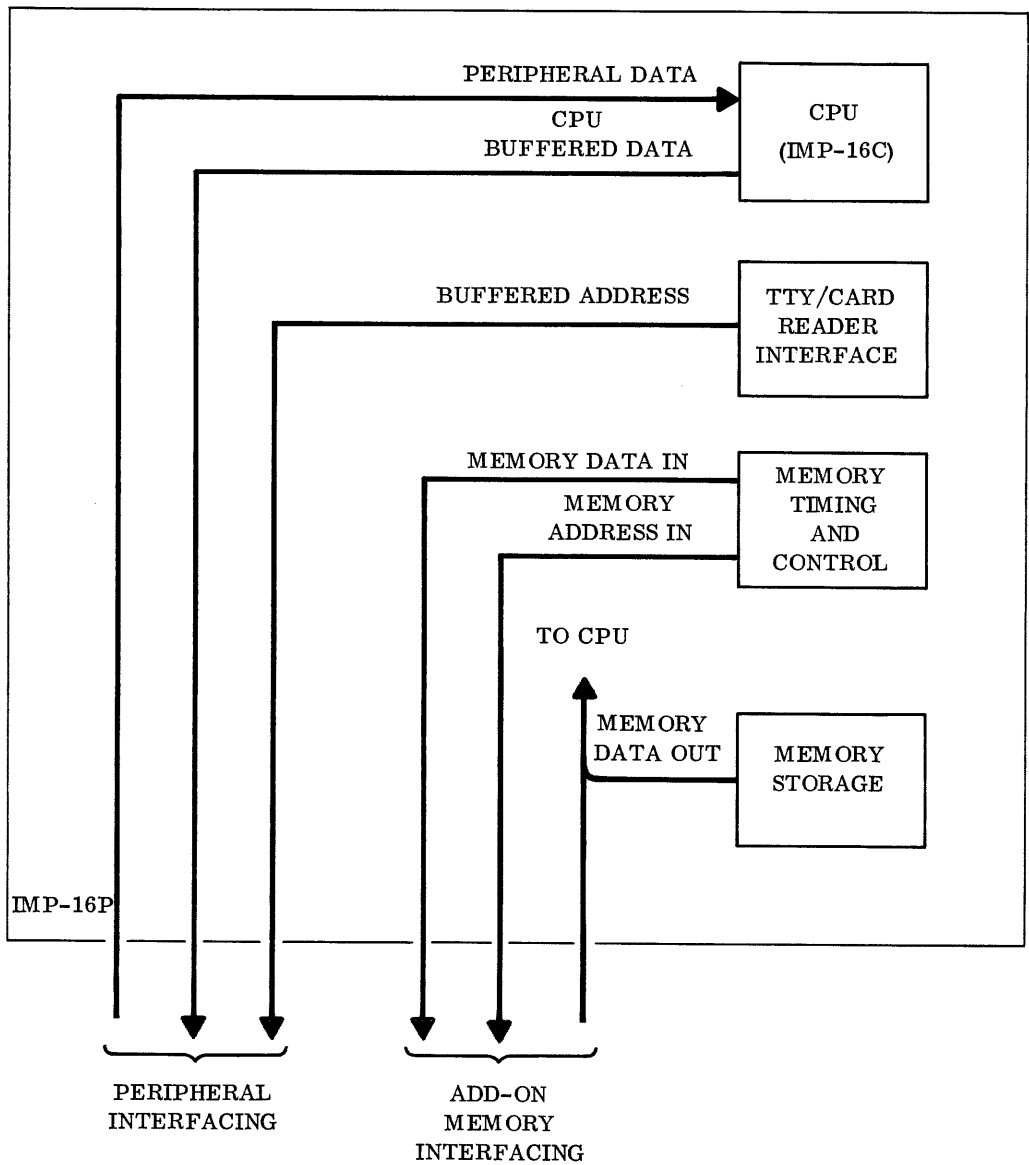 PERIPHERAL DATA
CPU
BUFFERED DATA
CPU
(IMP-16C)
BUFFERED ADDRESS
TTY/CARD
READER
INTERFACE
MEMORY DATA IN
MEMORY
ADDRESS IN
MEMORY
TIMING
AND
CONTROL
TO CPU
MEMORY
DATA OUT
MEMORY
STORAGE
IMP-16P
PERIPHERAL
INTERFACING
ADD-ON
MEMORY
INTERFACING